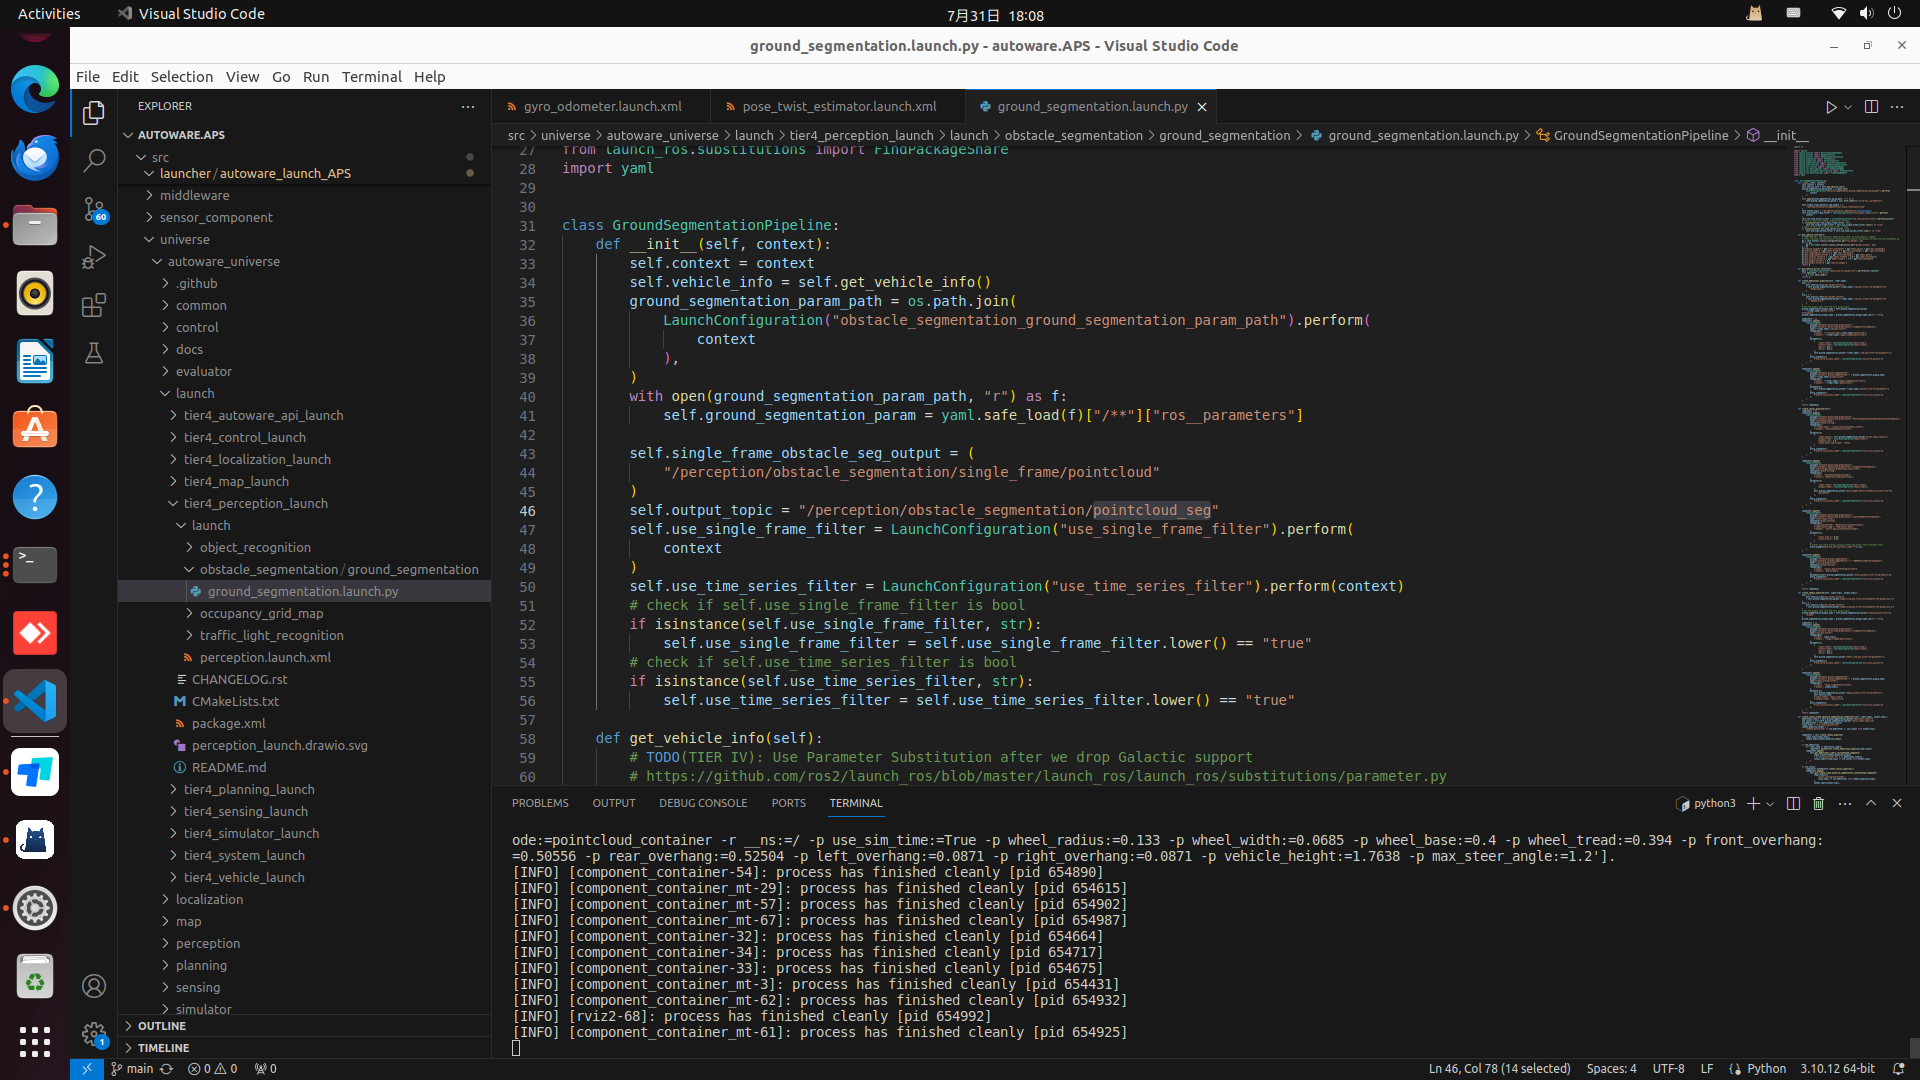 Activities
Visual Studio Code
7月31日 18:08
ground_segmentation.launch.py - autoware.APS - Visual Studio Code
File Edit Selection View Go Run Terminal Help
EXPLORER
AUTOWARE.APS
src
launcher / autoware_launch_APS
middleware
sensor_component
universe
autoware_universe
.github
common
control
docs
evaluator
launch
tier4_autoware_api_launch
tier4_control_launch
tier4_localization_launch
tier4_map_launch
tier4_perception_launch
launch
object_recognition
obstacle_segmentation / ground_segmentation
ground_segmentation.launch.py
occupancy_grid_map
traffic_light_recognition
perception.launch.xml
CHANGELOG.rst
CMakeLists.txt
package.xml
perception_launch.drawio.svg
README.md
tier4_planning_launch
tier4_sensing_launch
tier4_simulator_launch
tier4_system_launch
tier4_vehicle_launch
localization
map
perception
planning
sensing
simulator
OUTLINE
TIMELINE
60
1
gyro_odometer.launch.xml
pose_twist_estimator.launch.xml
ground_segmentation.launch.py
src > universe > autoware_universe > launch > tier4_perception_launch > launch > obstacle_segmentation > ground_segmentation > ground_segmentation.launch.py > GroundSegmentationPipeline > __init__
27 from launch_ros.substitutions import FindPackageShare
28 import yaml
29
30
31 class GroundSegmentationPipeline:
32     def __init__(self, context):
33         self.context = context
34         self.vehicle_info = self.get_vehicle_info()
35         ground_segmentation_param_path = os.path.join(
36             LaunchConfiguration("obstacle_segmentation_ground_segmentation_param_path").perform(
37                 context
38             ),
39         )
40         with open(ground_segmentation_param_path, "r") as f:
41             self.ground_segmentation_param = yaml.safe_load(f)["/**"]["ros__parameters"]
42
43         self.single_frame_obstacle_seg_output = (
44             "/perception/obstacle_segmentation/single_frame/pointcloud"
45         )
46         self.output_topic = "/perception/obstacle_segmentation/pointcloud_seg"
47         self.use_single_frame_filter = LaunchConfiguration("use_single_frame_filter").perform(
48             context
49         )
50         self.use_time_series_filter = LaunchConfiguration("use_time_series_filter").perform(context)
51         # check if self.use_single_frame_filter is bool
52         if isinstance(self.use_single_frame_filter, str):
53             self.use_single_frame_filter = self.use_single_frame_filter.lower() == "true"
54         # check if self.use_time_series_filter is bool
55         if isinstance(self.use_time_series_filter, str):
56             self.use_time_series_filter = self.use_time_series_filter.lower() == "true"
57
58     def get_vehicle_info(self):
59         # TODO(TIER IV): Use Parameter Substitution after we drop Galactic support
60         # https://github.com/ros2/launch_ros/blob/master/launch_ros/launch_ros/substitutions/parameter.py
PROBLEMS OUTPUT DEBUG CONSOLE PORTS TERMINAL
python3
ode:=pointcloud_container -r __ns:=/ -p use_sim_time:=True -p wheel_radius:=0.133 -p wheel_width:=0.0685 -p wheel_base:=0.4 -p wheel_tread:=0.394 -p front_overhang:
=0.50556 -p rear_overhang:=0.52504 -p left_overhang:=0.0871 -p right_overhang:=0.0871 -p vehicle_height:=1.7638 -p max_steer_angle:=1.2'].
[INFO] [component_container-54]: process has finished cleanly [pid 654890]
[INFO] [component_container_mt-29]: process has finished cleanly [pid 654615]
[INFO] [component_container_mt-57]: process has finished cleanly [pid 654902]
[INFO] [component_container_mt-67]: process has finished cleanly [pid 654987]
[INFO] [component_container-32]: process has finished cleanly [pid 654664]
[INFO] [component_container-34]: process has finished cleanly [pid 654717]
[INFO] [component_container-33]: process has finished cleanly [pid 654675]
[INFO] [component_container_mt-3]: process has finished cleanly [pid 654431]
[INFO] [component_container_mt-62]: process has finished cleanly [pid 654932]
[INFO] [rviz2-68]: process has finished cleanly [pid 654992]
[INFO] [component_container_mt-61]: process has finished cleanly [pid 654925]
main 0 0 0
Ln 46, Col 78 (14 selected) Spaces: 4 UTF-8 LF Python 3.10.12 64-bit